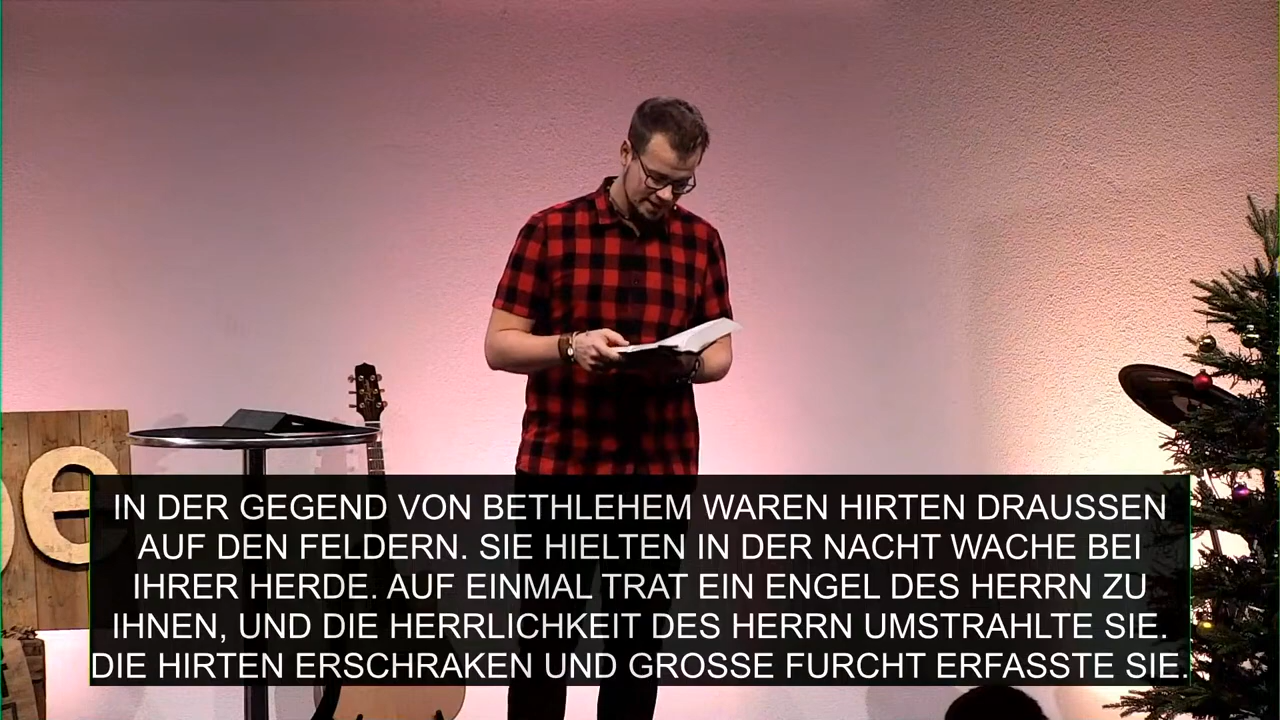 be
IN DER GEGEND VON BETHLEHEM WAREN HIRTEN DRAUSSEN
AUF DEN FELDERN. SIE HIELTEN IN DER NACHT WACHE BEI
IHRER HERDE. AUF EINMAL TRAT EIN ENGEL DES HERRN ZU
IHNEN, UND DIE HERRLICHKEIT DES HERRN UMSTRAHLTE SIE.
DIE HIRTEN ERSCHRAKEN UND GROSSE FURCHT ERFASSTE SIE.